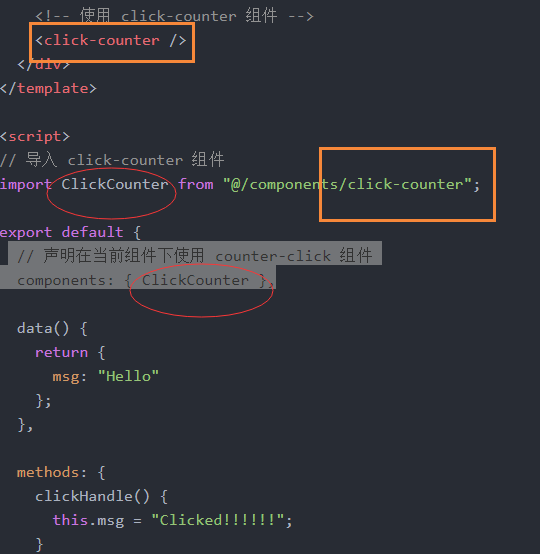 <!-- 使用 click-counter 组件 -->
<click-counter />
</div>
</template>
<script>
// 导入 click-counter 组件
import ClickCounter from "@/components/click-counter";
export default {
// 声明在当前组件下使用 counter-click 组件
components: { ClickCounter },
data() {
return {
msg: "Hello"
};
},
methods: {
clickHandle() {
this.msg = "Clicked!!!!!!";
}